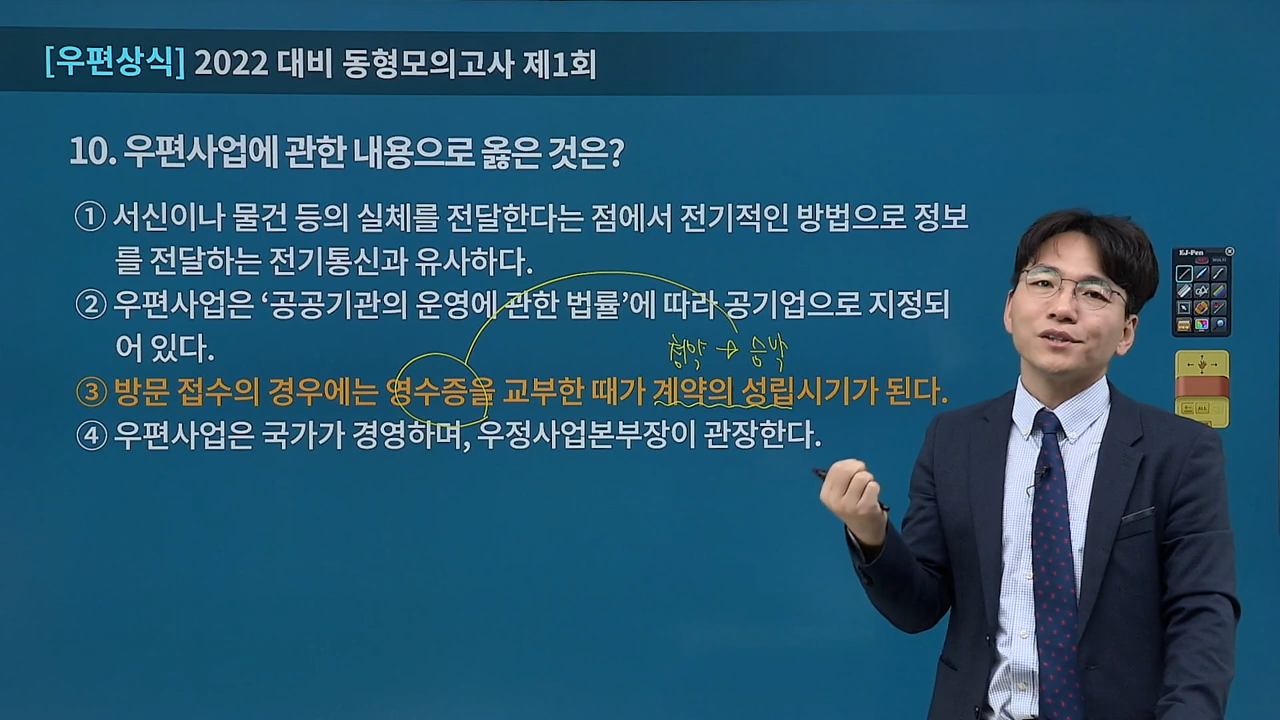 [우편상식] 2022 대비 동형모의고사 제1회
10. 우편사업에 관한 내용으로 옳은 것은?
① 서신이나 물건 등의 실체를 전달한다는 점에서 전기적인 방법으로 정보
를 전달하는 전기통신과 유사하다.
② 우편사업은 ‘공공기관의 운영에 관한 법률’에 따라 공기업으로 지정되
어 있다.
청약 → 승낙
③ 방문 접수의 경우에는 영수증을 교부한 때가 계약의 성립시기가 된다.
④ 우편사업은 국가가 경영하며, 우정사업본부장이 관장한다.
EJ-Pen